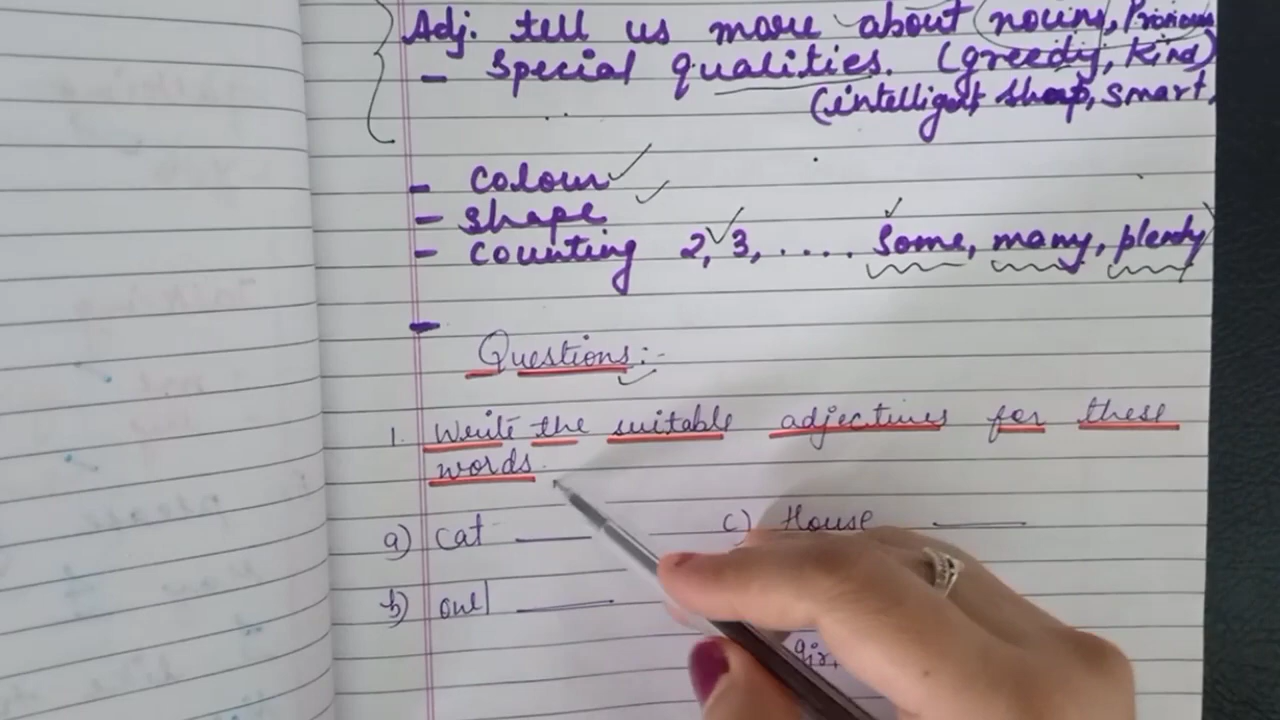 Adj. tell us more about nouns, Pronouns
- Special qualities. (greedy, kind)
(intelligent sharp, smart,
- colour
- shape
- counting 2, 3, ..... Some, many, plenty
-
Questions:-
1. Write the suitable adjectives for these
words.
a) cat ____ c) House ____
b) owl ____